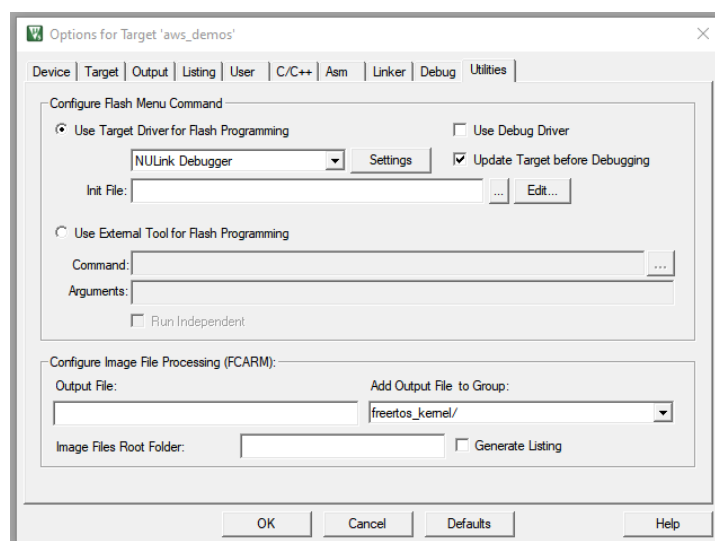 Options for Target 'aws_demos'
Device Target Output Listing User C/C++ Asm Linker Debug Utilities
Configure Flash Menu Command
Use Target Driver for Flash Programming Use Debug Driver
NULink Debugger Settings Update Target before Debugging
Init File: ... Edit...
Use External Tool for Flash Programming
Command: ...
Arguments:
Run Independent
Configure Image File Processing (FCARM):
Output File: Add Output File to Group:
freertos_kernel/
Image Files Root Folder: Generate Listing
OK Cancel Defaults Help